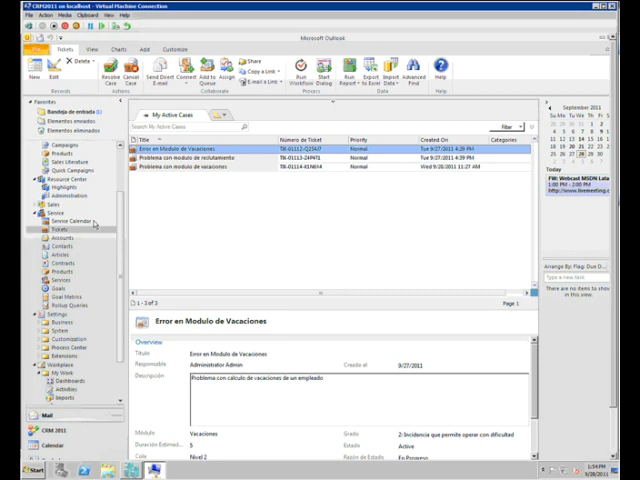 CRM2011 on localhost - Virtual Machine Connection
File Action Media Clipboard View Help
Microsoft Outlook
File Tickets View Charts Add Customize
New Edit Delete Resolve Case Cancel Case Send Direct E-mail Connect Add to Queue Assign Share Copy a Link E-mail a Link Run Workflow Start Dialog Run Report Export to Excel Import Data Advanced Find Help
Records Actions Collaborate Process Data Help
Favorites
Bandeja de entrada (1)
Elementos enviados
Elementos eliminados
Campaigns
Products
Sales Literature
Quick Campaigns
Resource Center
Highlights
Administration
Sales
Service
Service Calendar
Tickets
Accounts
Contacts
Articles
Contracts
Products
Services
Goals
Goal Metrics
Rollup Queries
Settings
Business
System
Customization
Process Center
Extensions
Workplace
My Work
Dashboards
Activities
Imports
Mail
CRM 2011
Calendar
My Active Cases
Search My Active Cases
Filter
Title Número de Ticket Priority Created On Categories
Error en Modulo de Vacaciones Normal Tue 9/27/2011 4:39 PM
Problema con modulo de reclutamiento Normal Tue 9/27/2011 4:29 PM
Problema con modulo de vacaciones Normal Wed 9/28/2011 11:27 AM
1 - 3 of 3 Page 1
Error en Modulo de Vacaciones
Overview
Título Error en Modulo de Vacaciones
Responsable Administrator Admin Creado el 9/27/2011
Descripción Problema con calculo de vacaciones de un empleado
Módulo Vacaciones Grado 2: Incidencia que permite operar con dificultad
Duración Estimad... 5 Estado Active
Cola Nivel 2 Razón de Estado En Progreso
September 2011
Today
FW: Webcast MSDN Lata
1:00 PM - 2:00 PM
http://www.livemeeting.c
Arrange By: Flag: Due D...
Type a new task
There are no items to show in this view.
Start
1:54 PM
9/28/2011